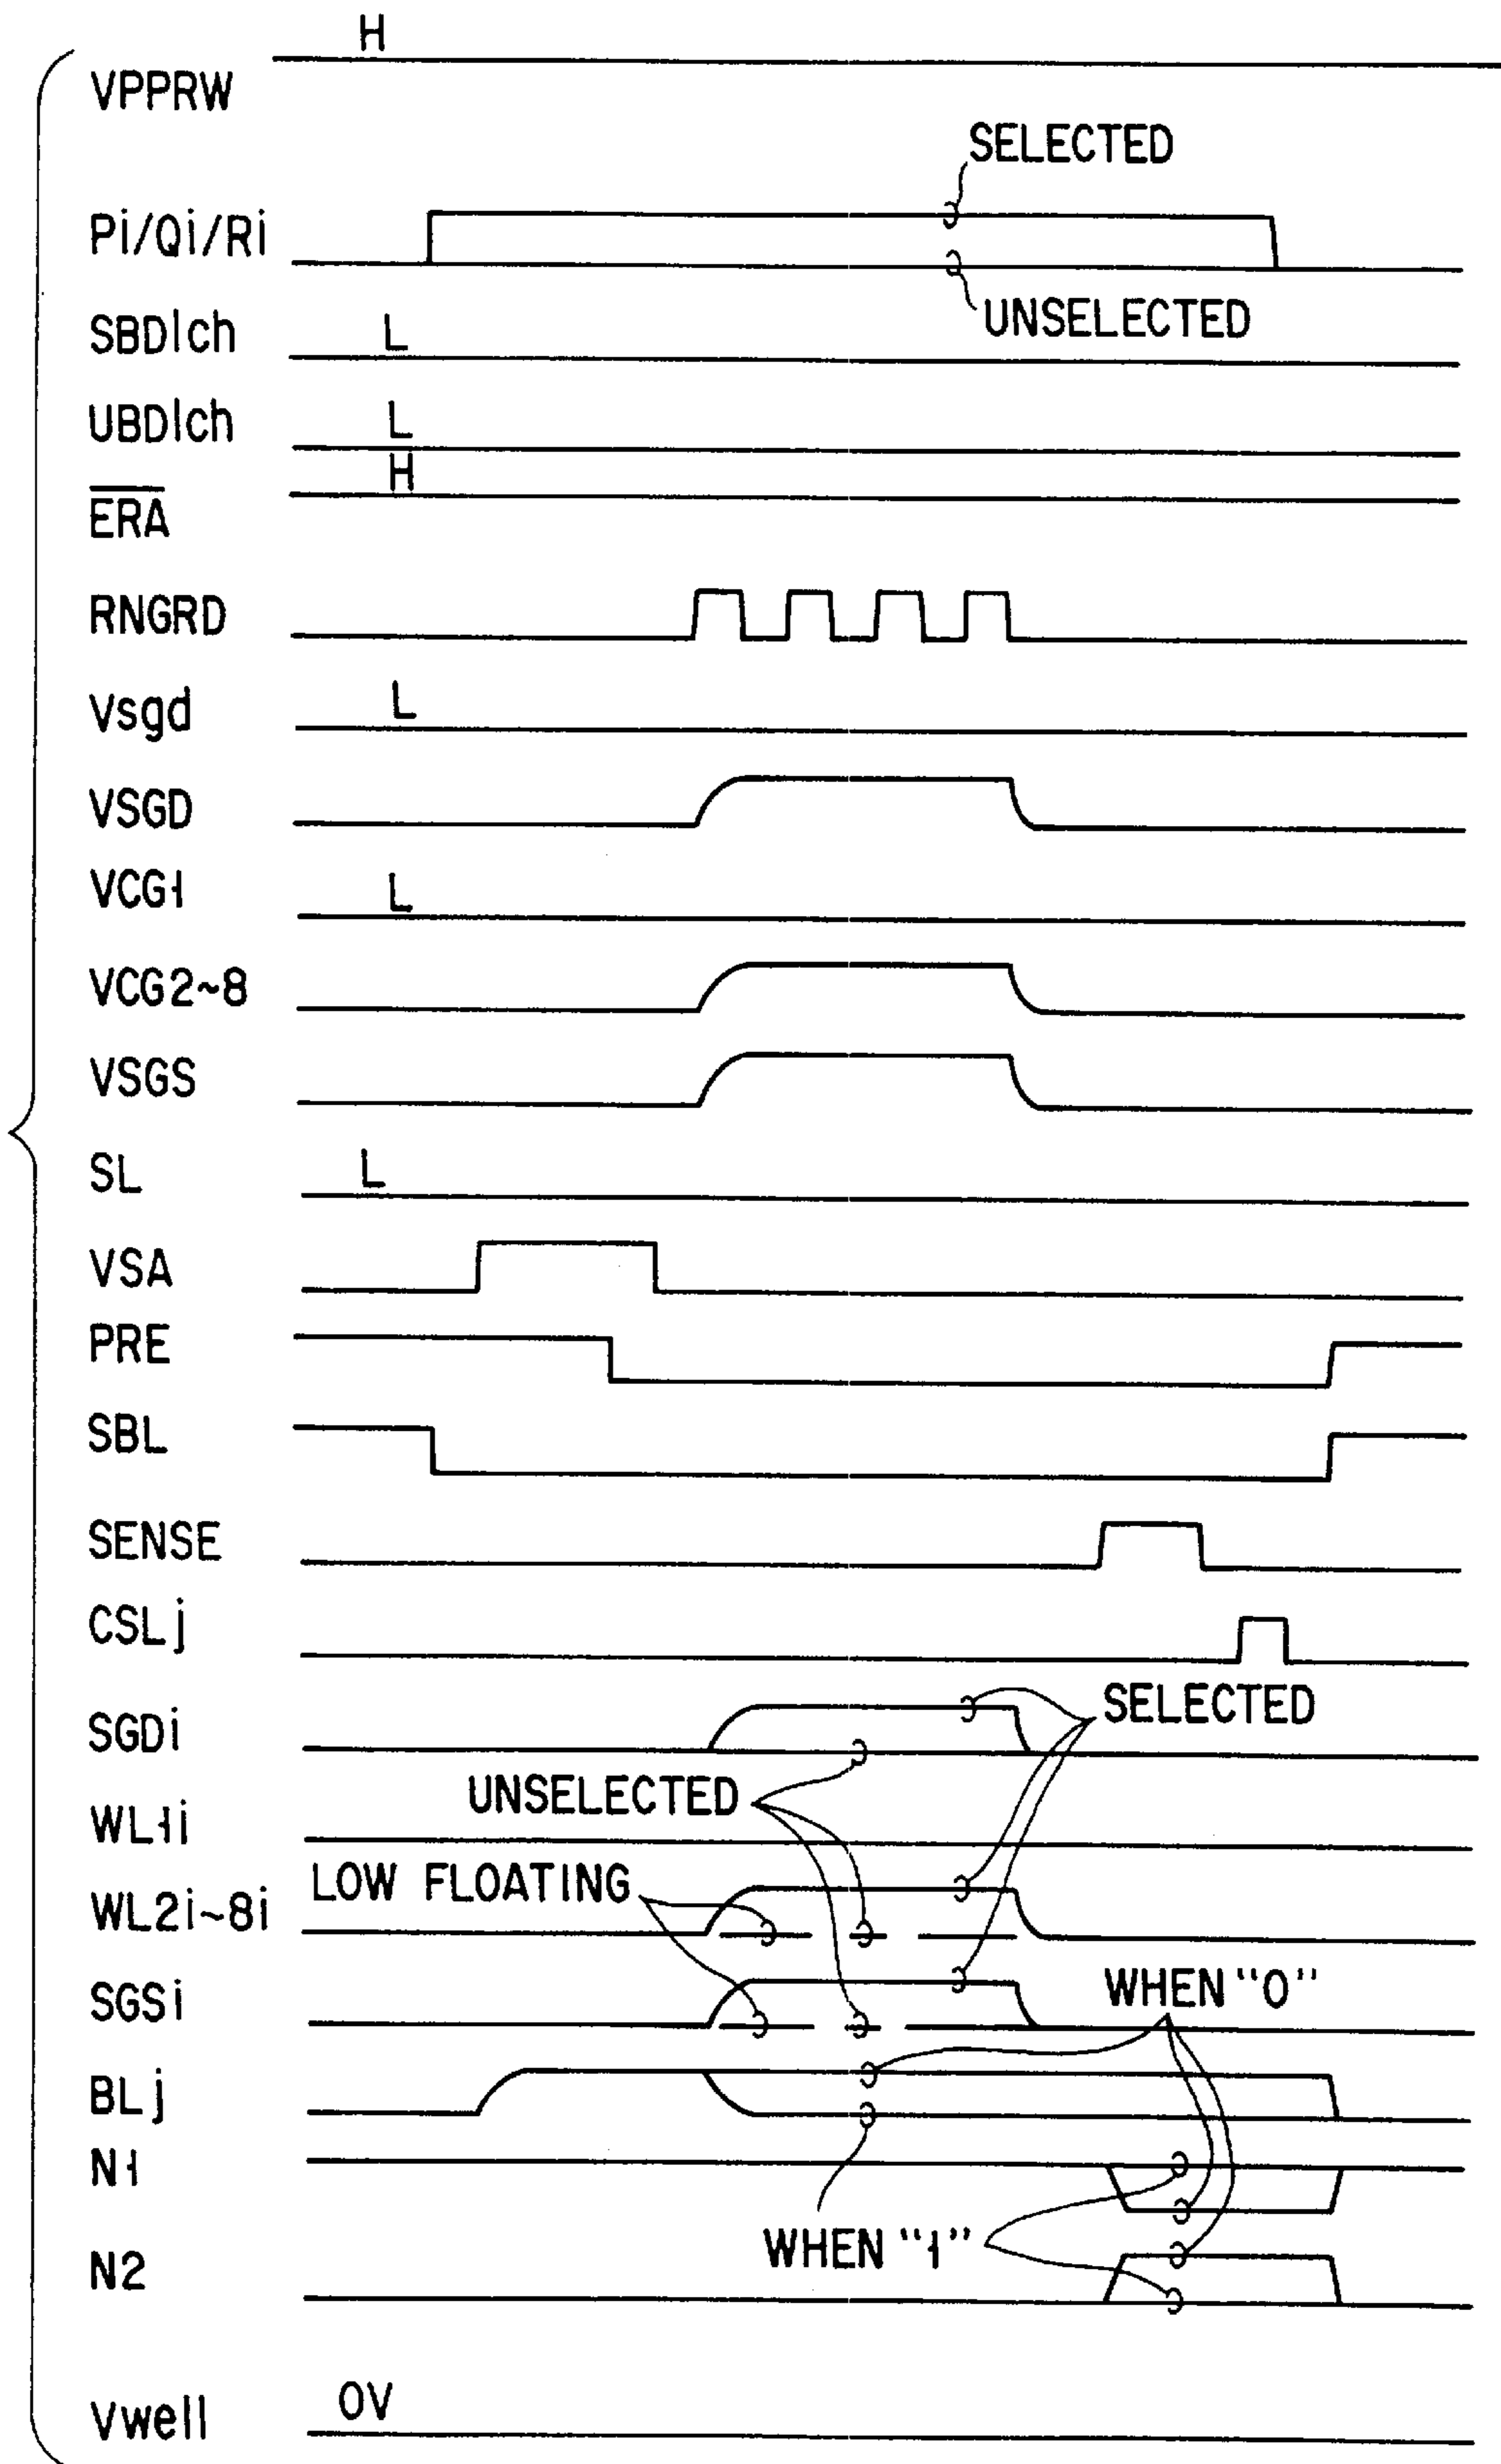 H
VPPRW
SELECTED
Pi/Qi/Ri
UNSELECTED
SBDlch L
UBDlch L
H
ERA
RNGRD
Vsgd L
VSGD
VCG1 L
VCG2~8
VSGS
SL L
VSA
PRE
SBL
SENSE
CSLj
SELECTED
SGDi
UNSELECTED
WL1i
LOW FLOATING
WL2i~8i
WHEN "0"
SGSi
BLj
N1
WHEN "1"
N2
0V
Vwell